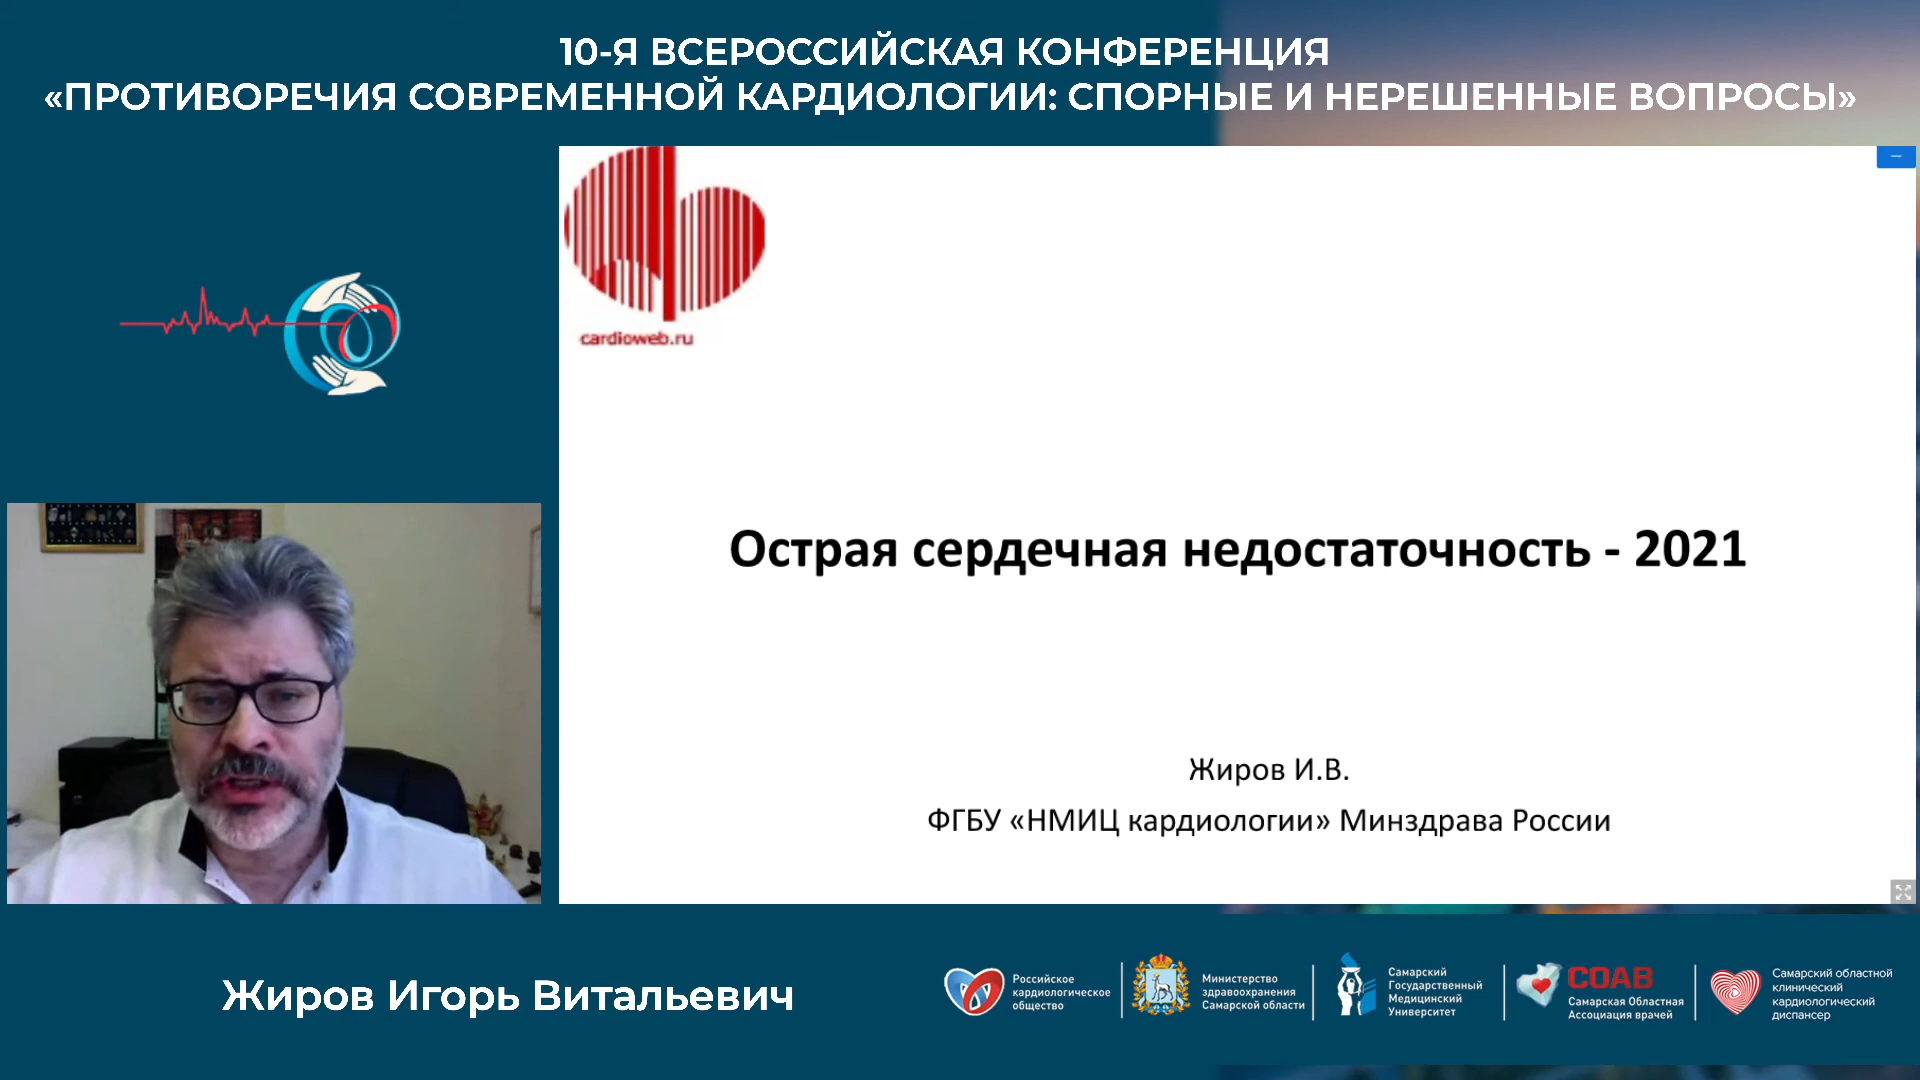 10-Я ВСЕРОССИЙСКАЯ КОНФЕРЕНЦИЯ
«ПРОТИВОРЕЧИЯ СОВРЕМЕННОЙ КАРДИОЛОГИИ: СПОРНЫЕ И НЕРЕШЕННЫЕ ВОПРОСЫ»
cardioweb.ru
Острая сердечная недостаточность - 2021
Жиров И.В.
ФГБУ «НМИЦ кардиологии» Минздрава России
Жиров Игорь Витальевич
Российское
кардиологическое
общество
Министерство
здравоохранения
Самарской области
Самарский
Государственный
Медицинский
Университет
СОАВ
Самарская Областная
Ассоциация врачей
Самарский областной
клинический
кардиологический
диспансер